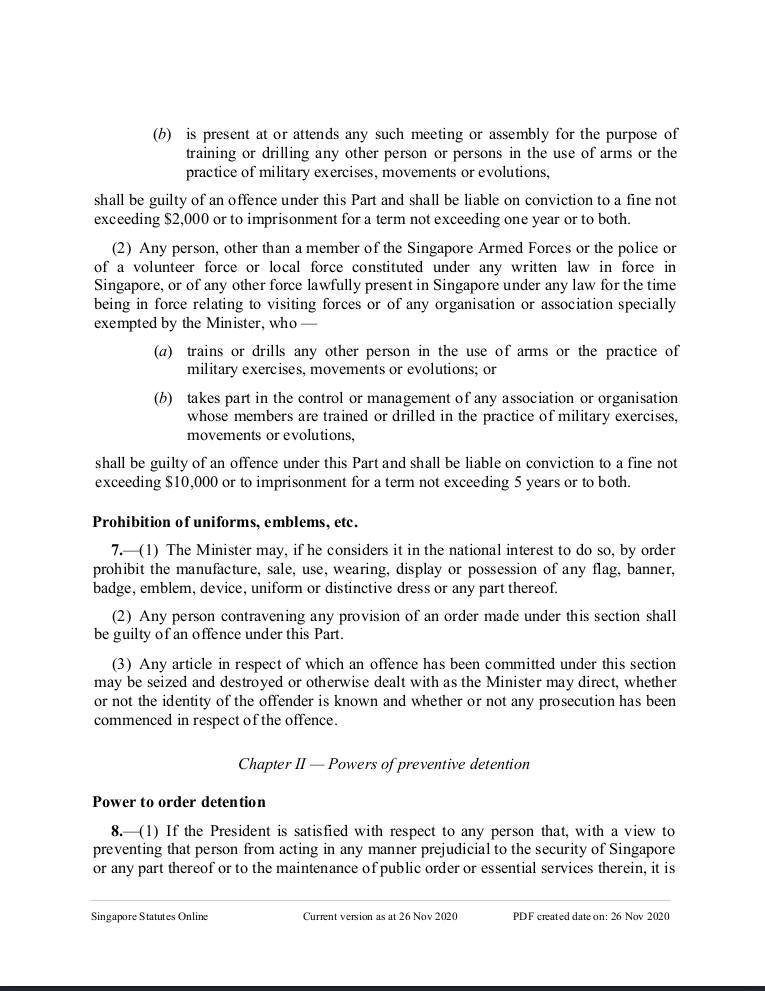 (b) is present at or attends any such meeting or assembly for the purpose of
training or drilling any other person or persons in the use of arms or the
practice of military exercises, movements or evolutions,
shall be guilty of an offence under this Part and shall be liable on conviction to a fine not
exceeding $2,000 or to imprisonment for a term not exceeding one year or to both.
(2) Any person, other than a member of the Singapore Armed Forces or the police or
of a volunteer force or local force constituted under any written law in force in
Singapore, or of any other force lawfully present in Singapore under any law for the time
being in force relating to visiting forces or of any organisation or association specially
exempted by the Minister, who —
(a) trains or drills any other person in the use of arms or the practice of
military exercises, movements or evolutions; or
(b) takes part in the control or management of any association or organisation
whose members are trained or drilled in the practice of military exercises,
movements or evolutions,
shall be guilty of an offence under this Part and shall be liable on conviction to a fine not
exceeding $10,000 or to imprisonment for a term not exceeding 5 years or to both.
Prohibition of uniforms, emblems, etc.
7.—(1) The Minister may, if he considers it in the national interest to do so, by order
prohibit the manufacture, sale, use, wearing, display or possession of any flag, banner,
badge, emblem, device, uniform or distinctive dress or any part thereof.
(2) Any person contravening any provision of an order made under this section shall
be guilty of an offence under this Part.
(3) Any article in respect of which an offence has been committed under this section
may be seized and destroyed or otherwise dealt with as the Minister may direct, whether
or not the identity of the offender is known and whether or not any prosecution has been
commenced in respect of the offence.
Chapter II — Powers of preventive detention
Power to order detention
8.—(1) If the President is satisfied with respect to any person that, with a view to
preventing that person from acting in any manner prejudicial to the security of Singapore
or any part thereof or to the maintenance of public order or essential services therein, it is
Singapore Statutes Online Current version as at 26 Nov 2020 PDF created date on: 26 Nov 2020